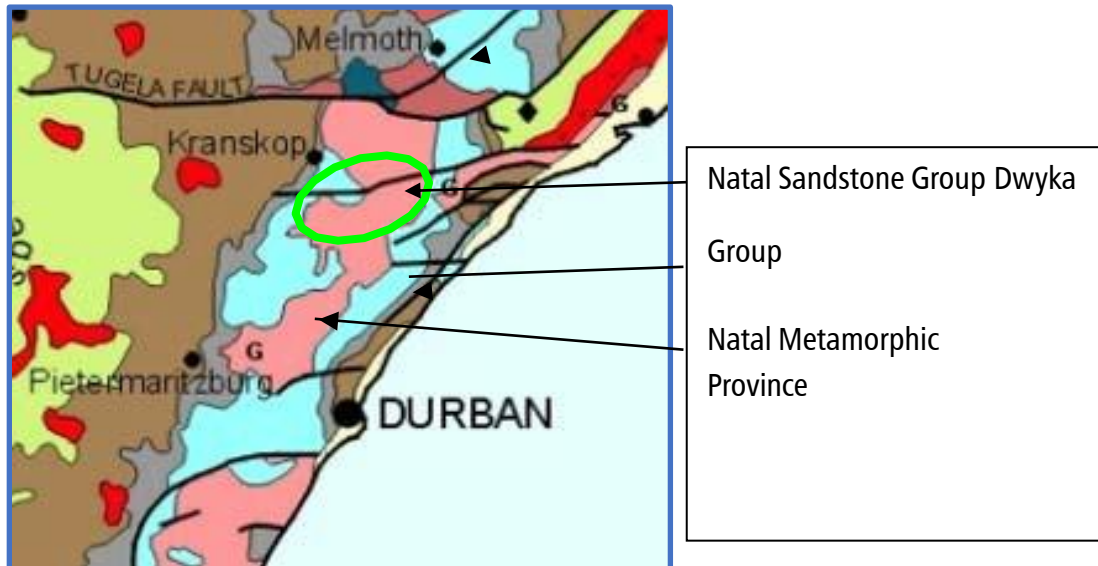 Melmoth
TUGELA FAULT
G
Kranskop
G
G
Pietermaritzburg
DURBAN
G
Natal Sandstone Group Dwyka
Group
Natal Metamorphic
Province